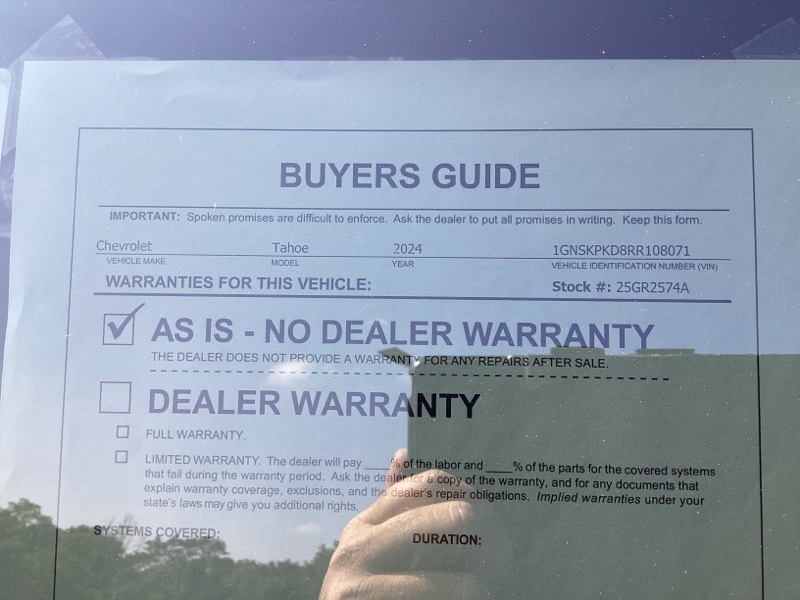 BUYERS GUIDE
IMPORTANT: Spoken promises are difficult to enforce. Ask the dealer to put all promises in writing. Keep this form.
Chevrolet Tahoe 2024 1GNSKPKD8RR108071
VEHICLE MAKE MODEL YEAR VEHICLE IDENTIFICATION NUMBER (VIN)
WARRANTIES FOR THIS VEHICLE: Stock #: 25GR2574A
AS IS - NO DEALER WARRANTY
THE DEALER DOES NOT PROVIDE A WARRANTY FOR ANY REPAIRS AFTER SALE.
DEALER WARRANTY
FULL WARRANTY.
LIMITED WARRANTY. The dealer will pay ____% of the labor and ____% of the parts for the covered systems
that fail during the warranty period. Ask the dealer for a copy of the warranty, and for any documents that
explain warranty coverage, exclusions, and the dealer's repair obligations. Implied warranties under your
state's laws may give you additional rights.
SYSTEMS COVERED: DURATION: